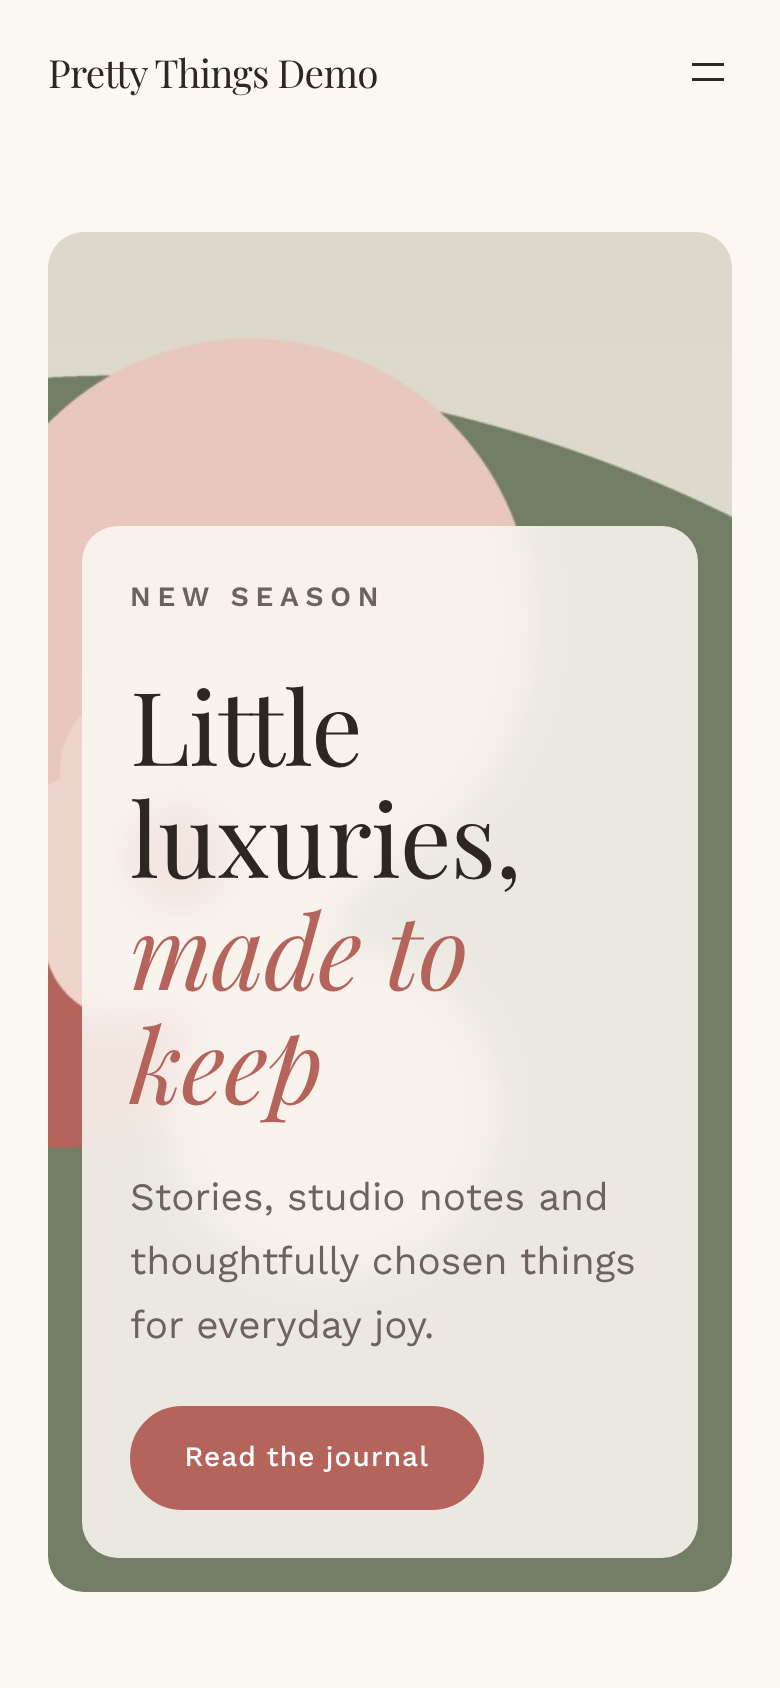 Pretty Things Demo
NEW SEASON
Little
luxuries,
made to
keep
Stories, studio notes and
thoughtfully chosen things
for everyday joy.
Read the journal